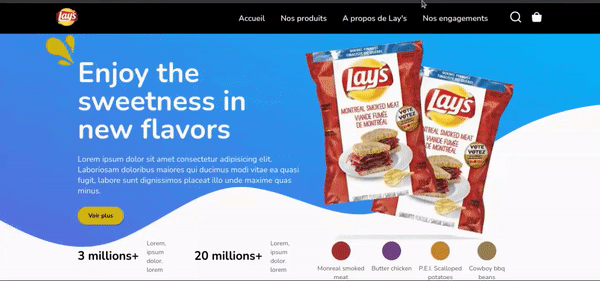 Lay's
Accueil Nos produits A propos de Lay's Nos engagements
Enjoy the
sweetness in
new flavors
Lorem ipsum dolor sit amet consectetur adipisicing elit.
Laboriosam doloribus maiores qui ducimus modi vitae ea quasi
fugit, labore sunt dignissimos placeat illo unde maxime quas
minus.
Voir plus
3 millions+
Lorem,
ipsum
dolor.
lorem
20 millions+
Lorem,
ipsum
dolor.
lorem
Lay's
MONTREAL SMOKED MEAT
VIANDE FUMÉE
DE MONTRÉAL
VOTE
VOTEZ
Lay's
MONTREAL SMOKED MEAT
VIANDE FUMÉE
DE MONTRÉAL
VOTE
VOTEZ
Monreal smoked
meat
Butter chicken
P.E.I. Scalloped
potatoes
Cowboy bbq
beans